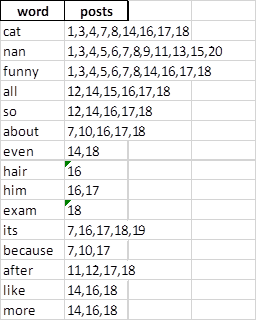 word posts
cat 1,3,4,7,8,14,16,17,18
nan 1,3,4,5,6,7,8,9,11,13,15,20
funny 1,3,4,5,6,7,8,14,16,17,18
all 12,14,15,16,17,18
so 12,14,16,17,18
about 7,10,16,17,18
even 14,18
hair 16
him 16,17
exam 18
its 7,16,17,18,19
because 7,10,17
after 11,12,17,18
like 14,16,18
more 14,16,18